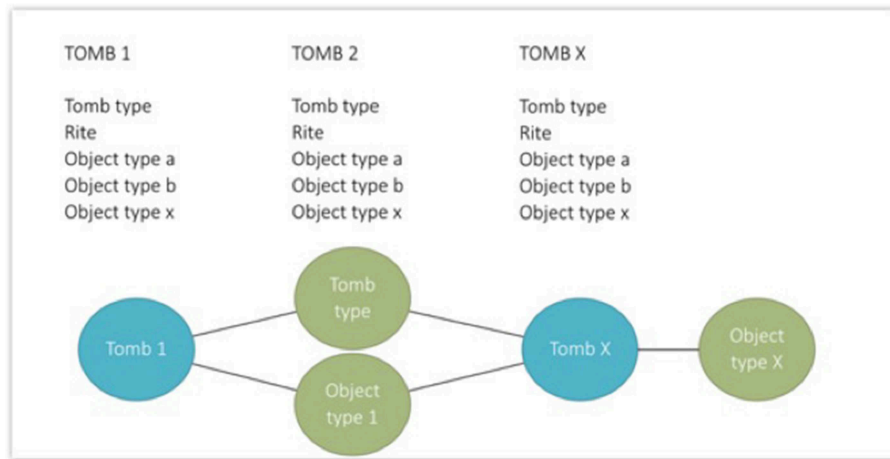 TOMB 1
Tomb type
Rite
Object type a
Object type b
Object type x
TOMB 2
Tomb type
Rite
Object type a
Object type b
Object type x
TOMB X
Tomb type
Rite
Object type a
Object type b
Object type x
Tomb 1
Tomb
type
Object
type 1
Tomb X
Object
type X